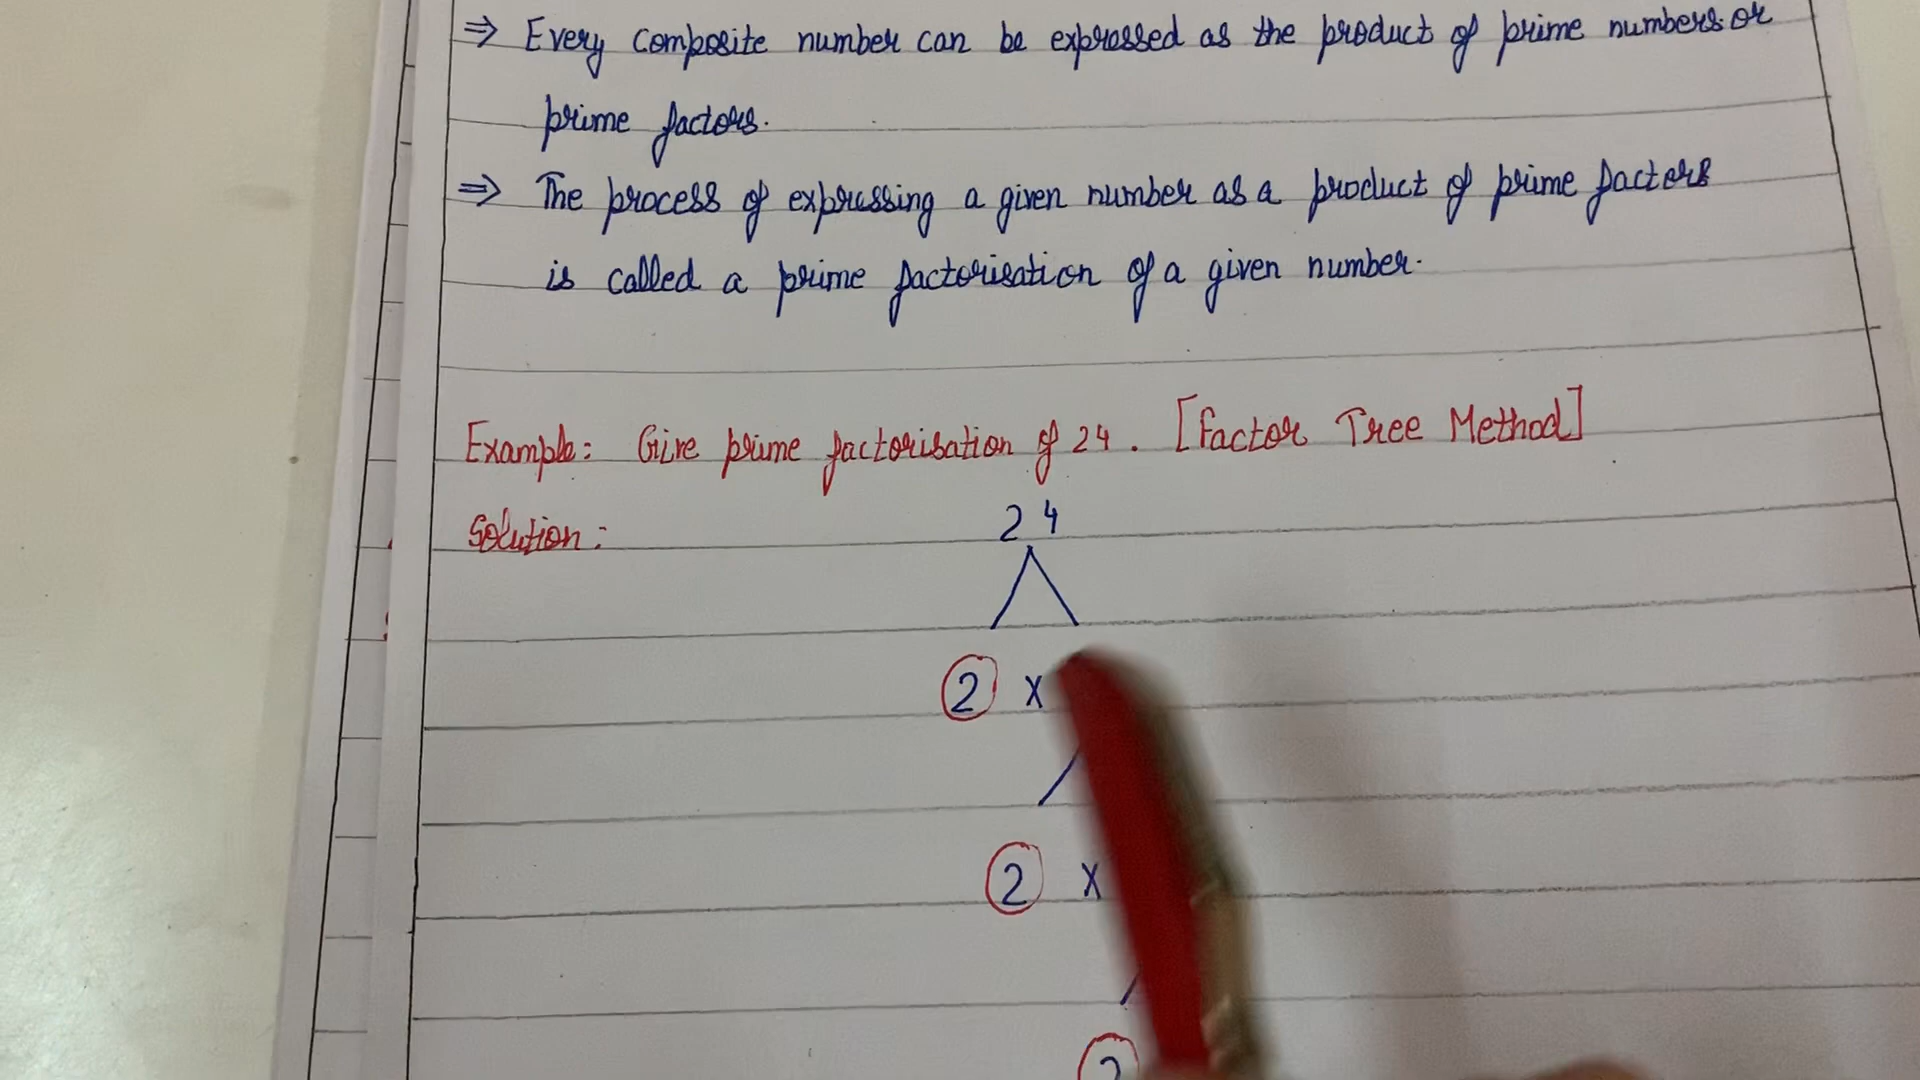 ⇒ Every composite number can be expressed as the product of prime numbers or
prime factors.
⇒ The process of expressing a given number as a product of prime factors
is called a prime factorisation of a given number.
Example: Give prime factorisation of 24. [Factor Tree Method]
Solution:
24
2 x
2 x